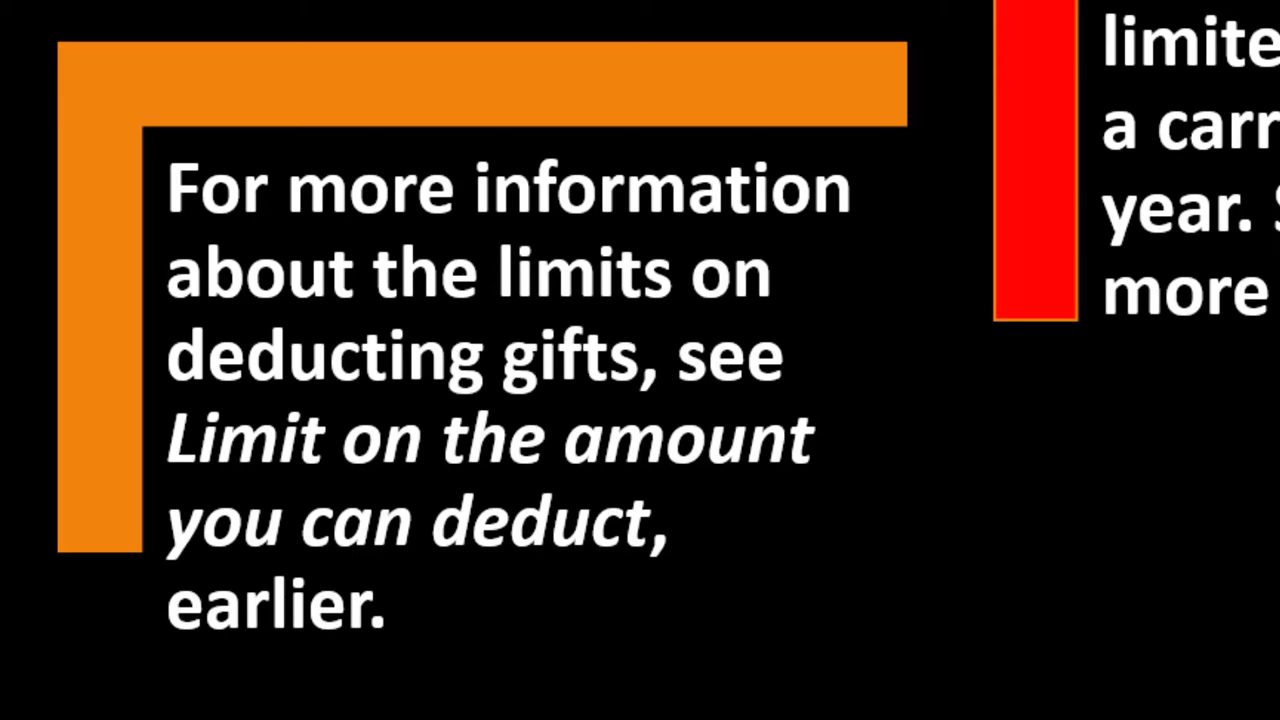 For more information
about the limits on
deducting gifts, see
Limit on the amount
you can deduct,
earlier.
a
year.
more